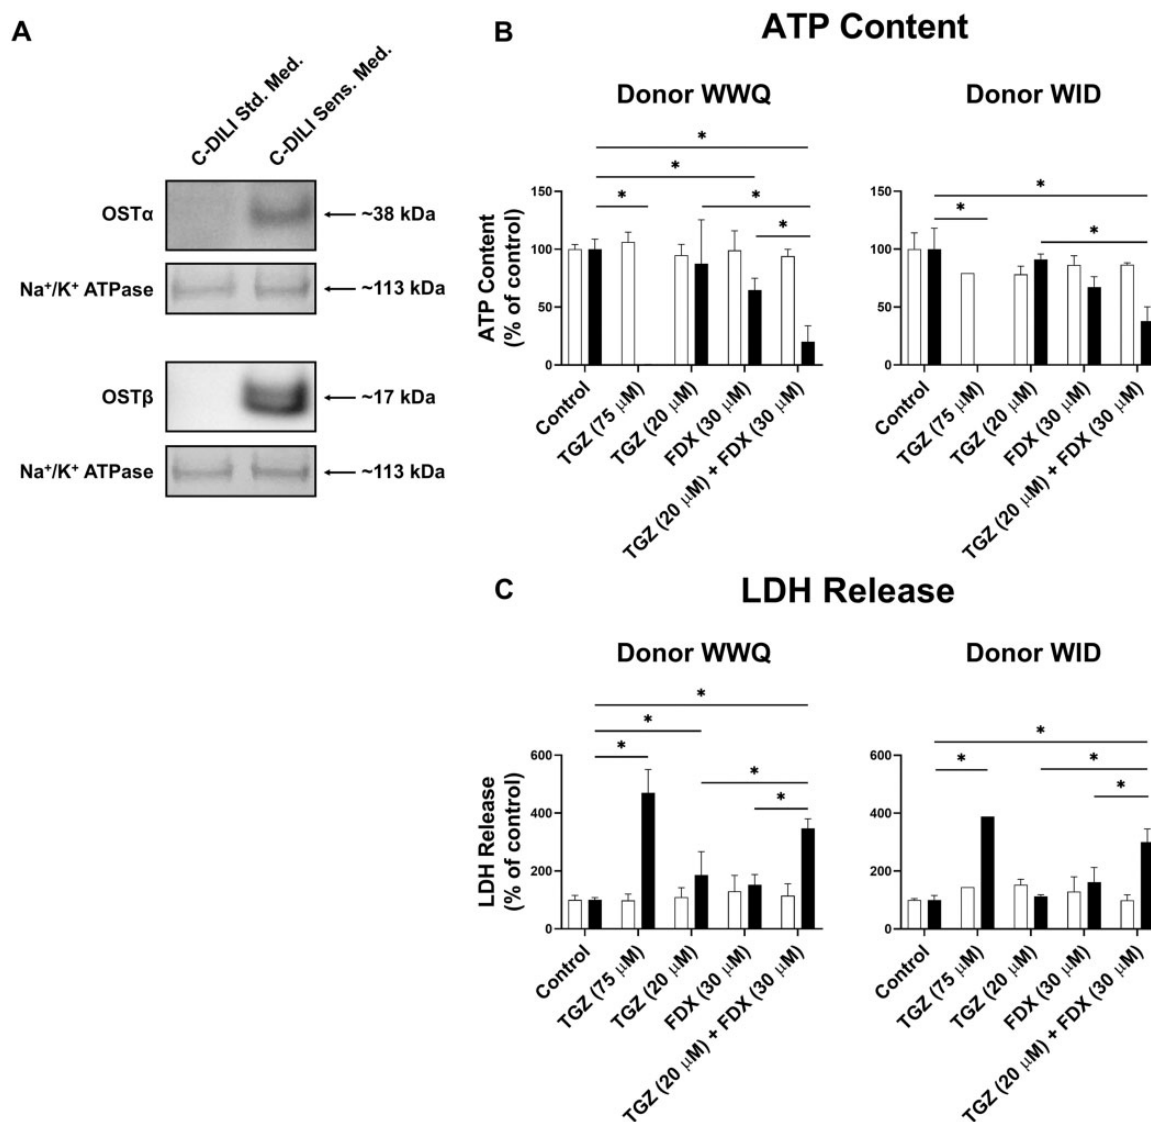 A
C-DILI Std. Med.
C-DILI Sens. Med.
OSTα
~38 kDa
Na⁺/K⁺ ATPase
~113 kDa
OSTβ
~17 kDa
Na⁺/K⁺ ATPase
~113 kDa
B
ATP Content
Donor WWQ
*
*
*
*
*
ATP Content
(% of control)
150
100
50
0
Control
TGZ (75 μM)
TGZ (20 μM)
FDX (30 μM)
TGZ (20 μM) + FDX (30 μM)
Donor WID
*
*
*
150
100
50
0
Control
TGZ (75 μM)
TGZ (20 μM)
FDX (30 μM)
TGZ (20 μM) + FDX (30 μM)
C
LDH Release
Donor WWQ
*
*
*
*
*
LDH Release
(% of control)
600
400
200
0
Control
TGZ (75 μM)
TGZ (20 μM)
FDX (30 μM)
TGZ (20 μM) + FDX (30 μM)
Donor WID
*
*
*
*
600
400
200
0
Control
TGZ (75 μM)
TGZ (20 μM)
FDX (30 μM)
TGZ (20 μM) + FDX (30 μM)